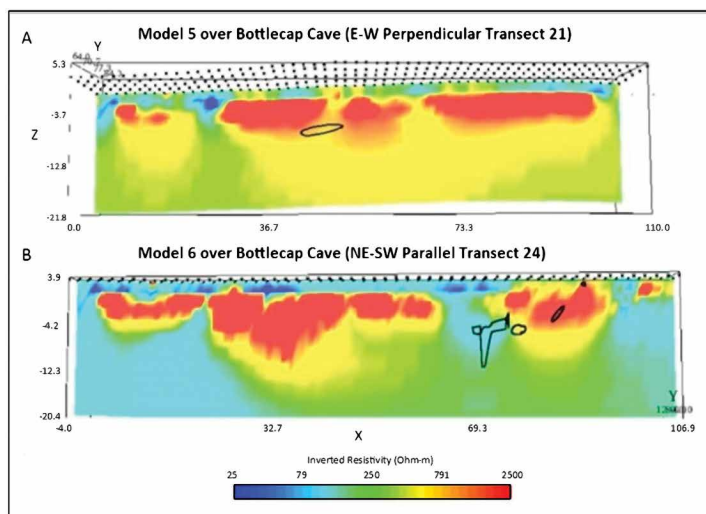 A
Model 5 over Bottlecap Cave (E-W Perpendicular Transect 21)
Y
5.3
-3.7
Z
-12.8
-21.8
0.0 36.7 73.3 110.0
B
Model 6 over Bottlecap Cave (NE-SW Parallel Transect 24)
3.9
-4.2
-12.3
-20.4
Y
-4.0 32.7 X 69.3 106.9
Inverted Resistivity (Ohm-m)
25 79 250 791 2500